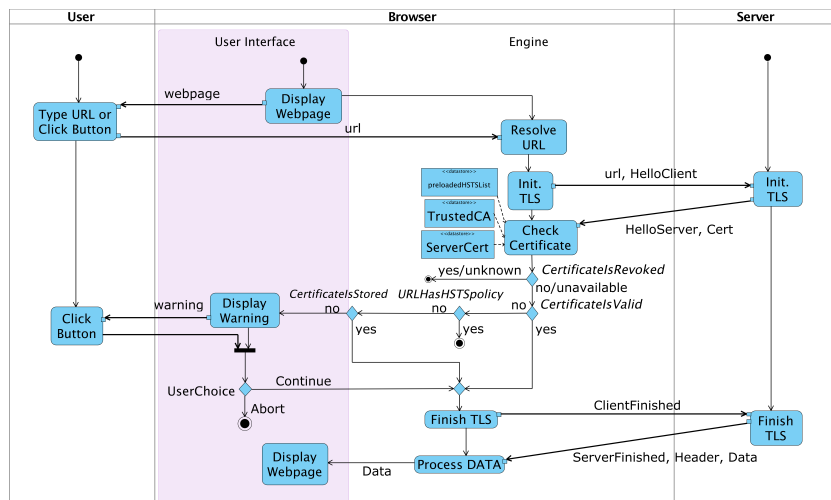 User
Browser
Server
User Interface
Engine
webpage
Display
Webpage
Type URL or
Click Button
url
Resolve
URL
<<datastore>>
preloadedHSTSList
Init.
TLS
url, HelloClient
Init.
TLS
<<datastore>>
TrustedCA
Check
Certificate
HelloServer, Cert
<<datastore>>
ServerCert
yes/unknown
CertificateIsRevoked
no/unavailable
CertificateIsStored
URLHasHSTSpolicy
CertificateIsValid
warning
Display
Warning
no
no
no
Click
Button
yes
yes
yes
UserChoice
Continue
Abort
ClientFinished
Finish TLS
Finish
TLS
Display
Webpage
Data
Process DATA
ServerFinished, Header, Data